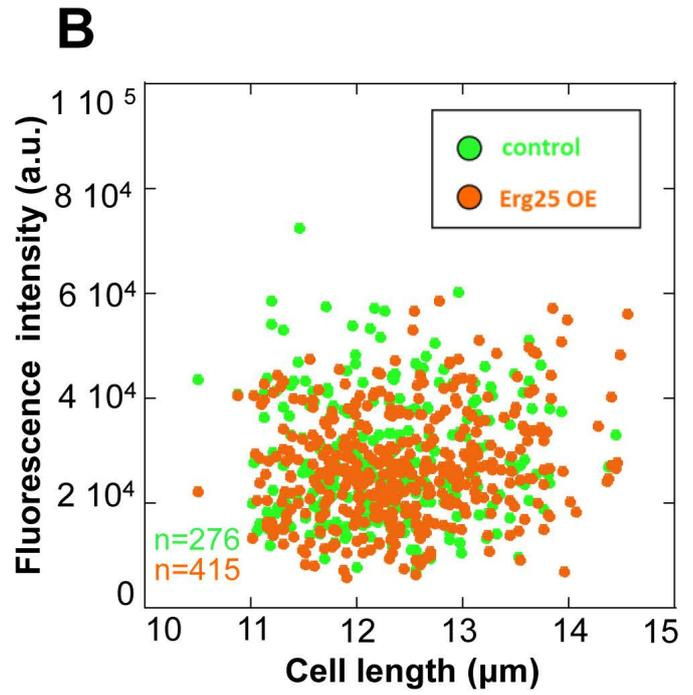 B
Fluorescence intensity (a.u.)
1 10 5
8 10⁴
6 10⁴
4 10⁴
2 10⁴
0
control
Erg25 OE
n=276
n=415
10 11 12 13 14 15
Cell length (μm)